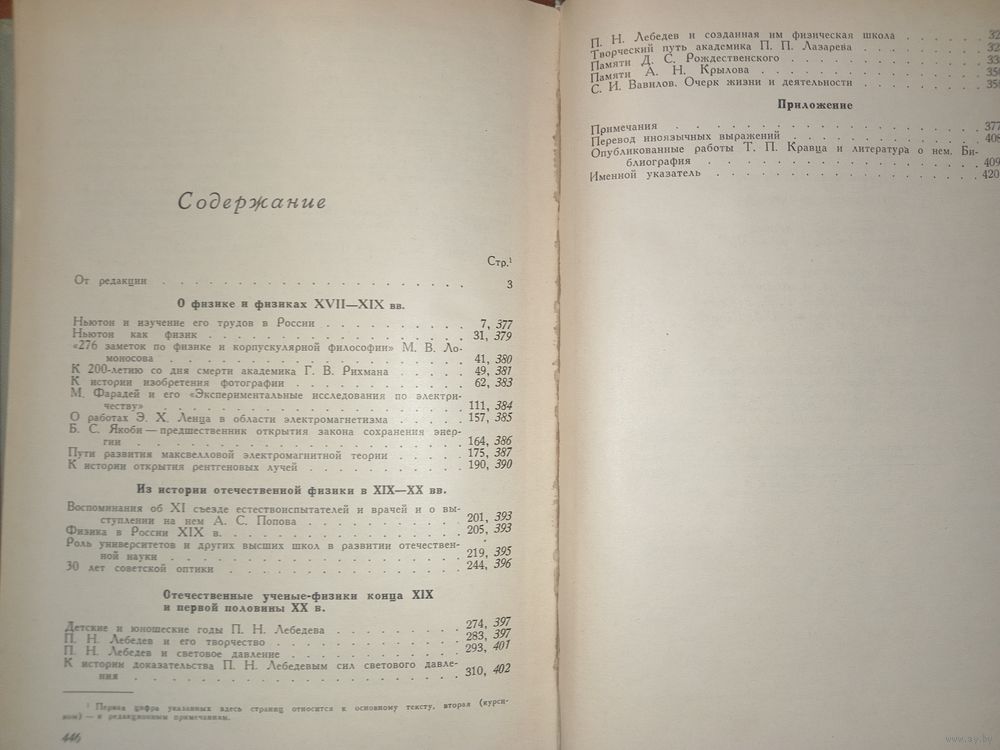 Содержание
Стр.¹
От редакции . . . . . . . . . . . . . . . . . . . 3
О физике и физиках XVII—XIX вв.
Ньютон и изучение его трудов в России . . . . . . . . . . 7, 377
Ньютон как физик . . . . . . . . . . . . . . . . . . 31, 379
«276 заметок по физике и корпускулярной философии» М. В. Ло-
моносова . . . . . . . . . . . . . . . . . . . 41, 380
К 200-летию со дня смерти академика Г. В. Рихмана . . . . . 49, 381
К истории изобретения фотографии . . . . . . . . . . . . 62, 383
М. Фарадей и его «Экспериментальные исследования по электри-
честву» . . . . . . . . . . . . . . . . . . . 111, 384
О работах Э. Х. Ленца в области электромагнетизма . . . . . 157, 385
Б. С. Якоби — предшественник открытия закона сохранения энер-
гии . . . . . . . . . . . . . . . . . . . . . 164, 386
Пути развития максвелловой электромагнитной теории . . . . . 175, 387
К истории открытия рентгеновых лучей . . . . . . . . . . 190, 390
Из истории отечественной физики в XIX—XX вв.
Воспоминания об XI съезде естествоиспытателей и врачей и о вы-
ступлении на нем А. С. Попова . . . . . . . . . . 201, 393
Физика в России XIX в. . . . . . . . . . . . . . . . 205, 393
Роль университетов и других высших школ в развитии отечествен-
ной науки . . . . . . . . . . . . . . . . . . 219, 395
30 лет советской оптики . . . . . . . . . . . . . . . 244, 396
Отечественные ученые-физики конца XIX
и первой половины XX в.
Детские и юношеские годы П. Н. Лебедева . . . . . . . . . 274, 397
П. Н. Лебедев и его творчество . . . . . . . . . . . . . 283, 397
П. Н. Лебедев и световое давление . . . . . . . . . . . . 293, 401
К истории доказательства П. Н. Лебедевым сил светового давле-
ния . . . . . . . . . . . . . . . . . . . . . 310, 402
¹ Первая цифра указанных здесь страниц относится к основному тексту, вторая (курси-
вом) — к редакционным примечаниям.
446
П. Н. Лебедев и созданная им физическая школа . . . . . .
Творческий путь академика П. П. Лазарева . . . . . . . .
Памяти Д. С. Рождественского . . . . . . . . . . . . .
Памяти А. Н. Крылова . . . . . . . . . . . . . . . .
С. И. Вавилов. Очерк жизни и деятельности . . . . . . . .
Приложение
Примечания . . . . . . . . . . . . . . . . . . . 377
Перевод иноязычных выражений . . . . . . . . . . . .
Опубликованные работы Т. П. Кравца и литература о нем. Би-
блиография . . . . . . . . . . . . . . . . . . 409
Именной указатель . . . . . . . . . . . . . . . . . 420
www.ay.by